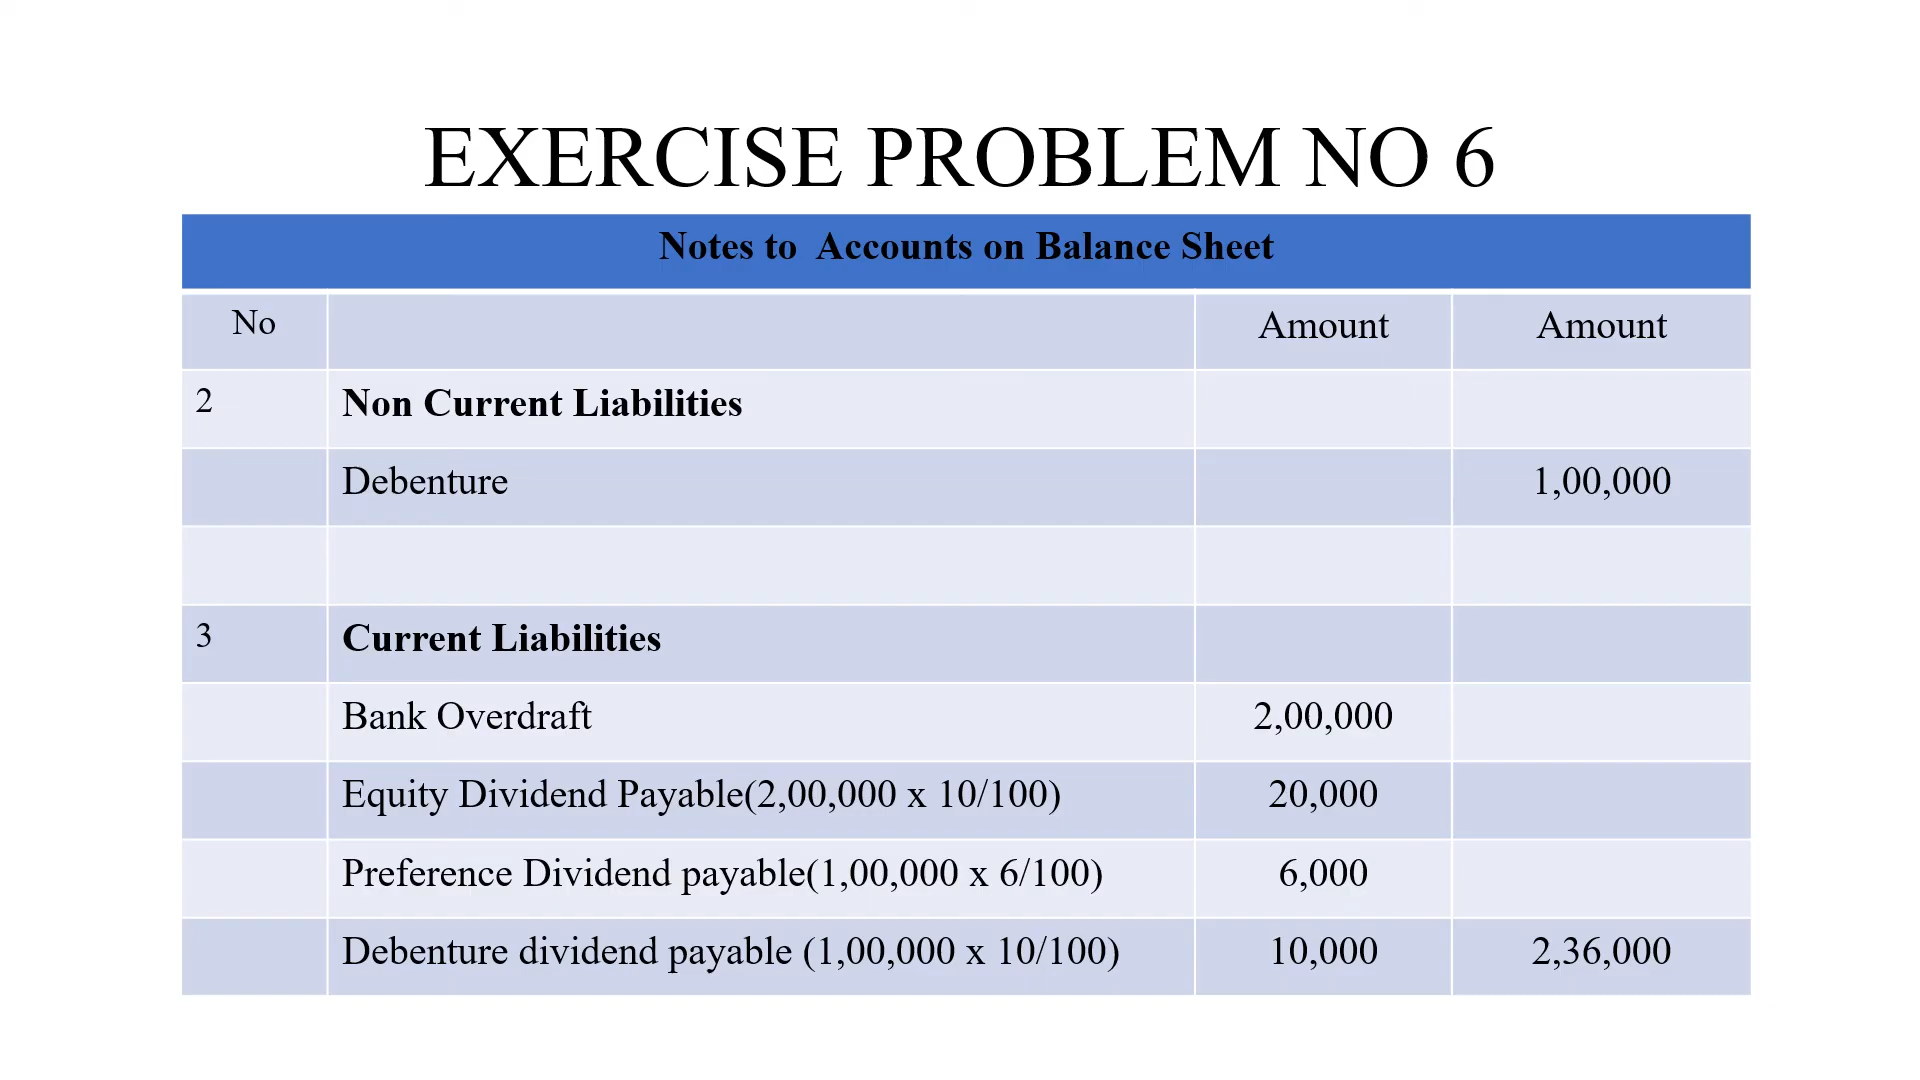 EXERCISE PROBLEM NO 6
Notes to  Accounts on Balance Sheet
No Amount Amount
2 Non Current Liabilities
Debenture 1,00,000
3 Current Liabilities
Bank Overdraft 2,00,000
Equity Dividend Payable(2,00,000 x 10/100) 20,000
Preference Dividend payable(1,00,000 x 6/100) 6,000
Debenture dividend payable (1,00,000 x 10/100) 10,000 2,36,000